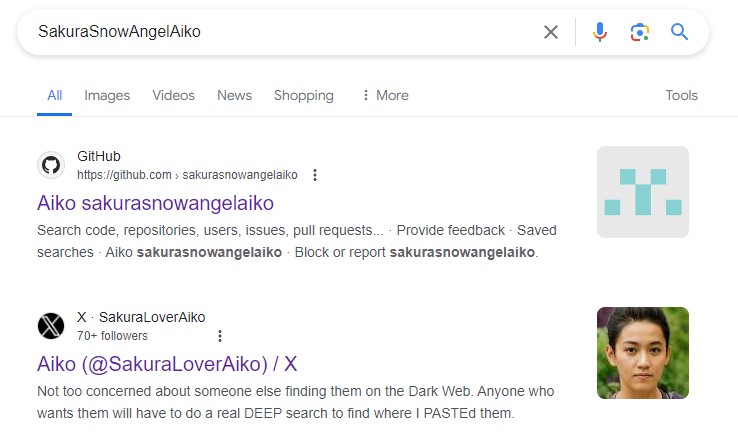 SakuraSnowAngelAiko
All Images Videos News Shopping More Tools
GitHub
https://github.com › sakurasnowangelaiko
Aiko sakurasnowangelaiko
Search code, repositories, users, issues, pull requests... · Provide feedback · Saved
searches · Aiko sakurasnowangelaiko · Block or report sakurasnowangelaiko.
X · SakuraLoverAiko
70+ followers
Aiko (@SakuraLoverAiko) / X
Not too concerned about someone else finding them on the Dark Web. Anyone who
wants them will have to do a real DEEP search to find where I PASTEd them.